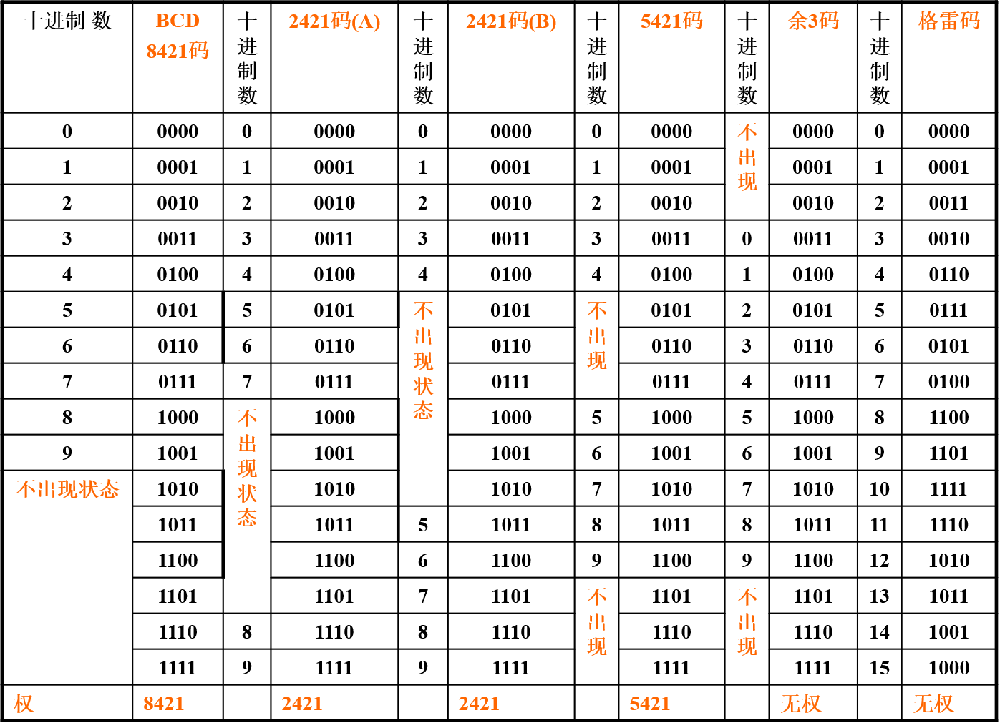 十进制 数 BCD 8421码 十进制数 2421码(A) 十进制数 2421码(B) 十进制数 5421码 十进制数 余3码 十进制数 格雷码
0 0000 0 0000 0 0000 0 0000 不出现 0000 0 0000
1 0001 1 0001 1 0001 1 0001 0001 1 0001
2 0010 2 0010 2 0010 2 0010 0010 2 0011
3 0011 3 0011 3 0011 3 0011 0 0011 3 0010
4 0100 4 0100 4 0100 4 0100 1 0100 4 0110
5 0101 5 0101 不出现状态 0101 不出现 0101 2 0101 5 0111
6 0110 6 0110 0110 0110 3 0110 6 0101
7 0111 7 0111 0111 0111 4 0111 7 0100
8 1000 不出现状态 1000 1000 5 1000 5 1000 8 1100
9 1001 1001 1001 6 1001 6 1001 9 1101
不出现状态 1010 1010 1010 7 1010 7 1010 10 1111
1011 1011 5 1011 8 1011 8 1011 11 1110
1100 1100 6 1100 9 1100 9 1100 12 1010
1101 1101 7 1101 不出现 1101 不出现 1101 13 1011
1110 8 1110 8 1110 1110 1110 14 1001
1111 9 1111 9 1111 1111 1111 15 1000
权 8421 2421 2421 5421 无权 无权